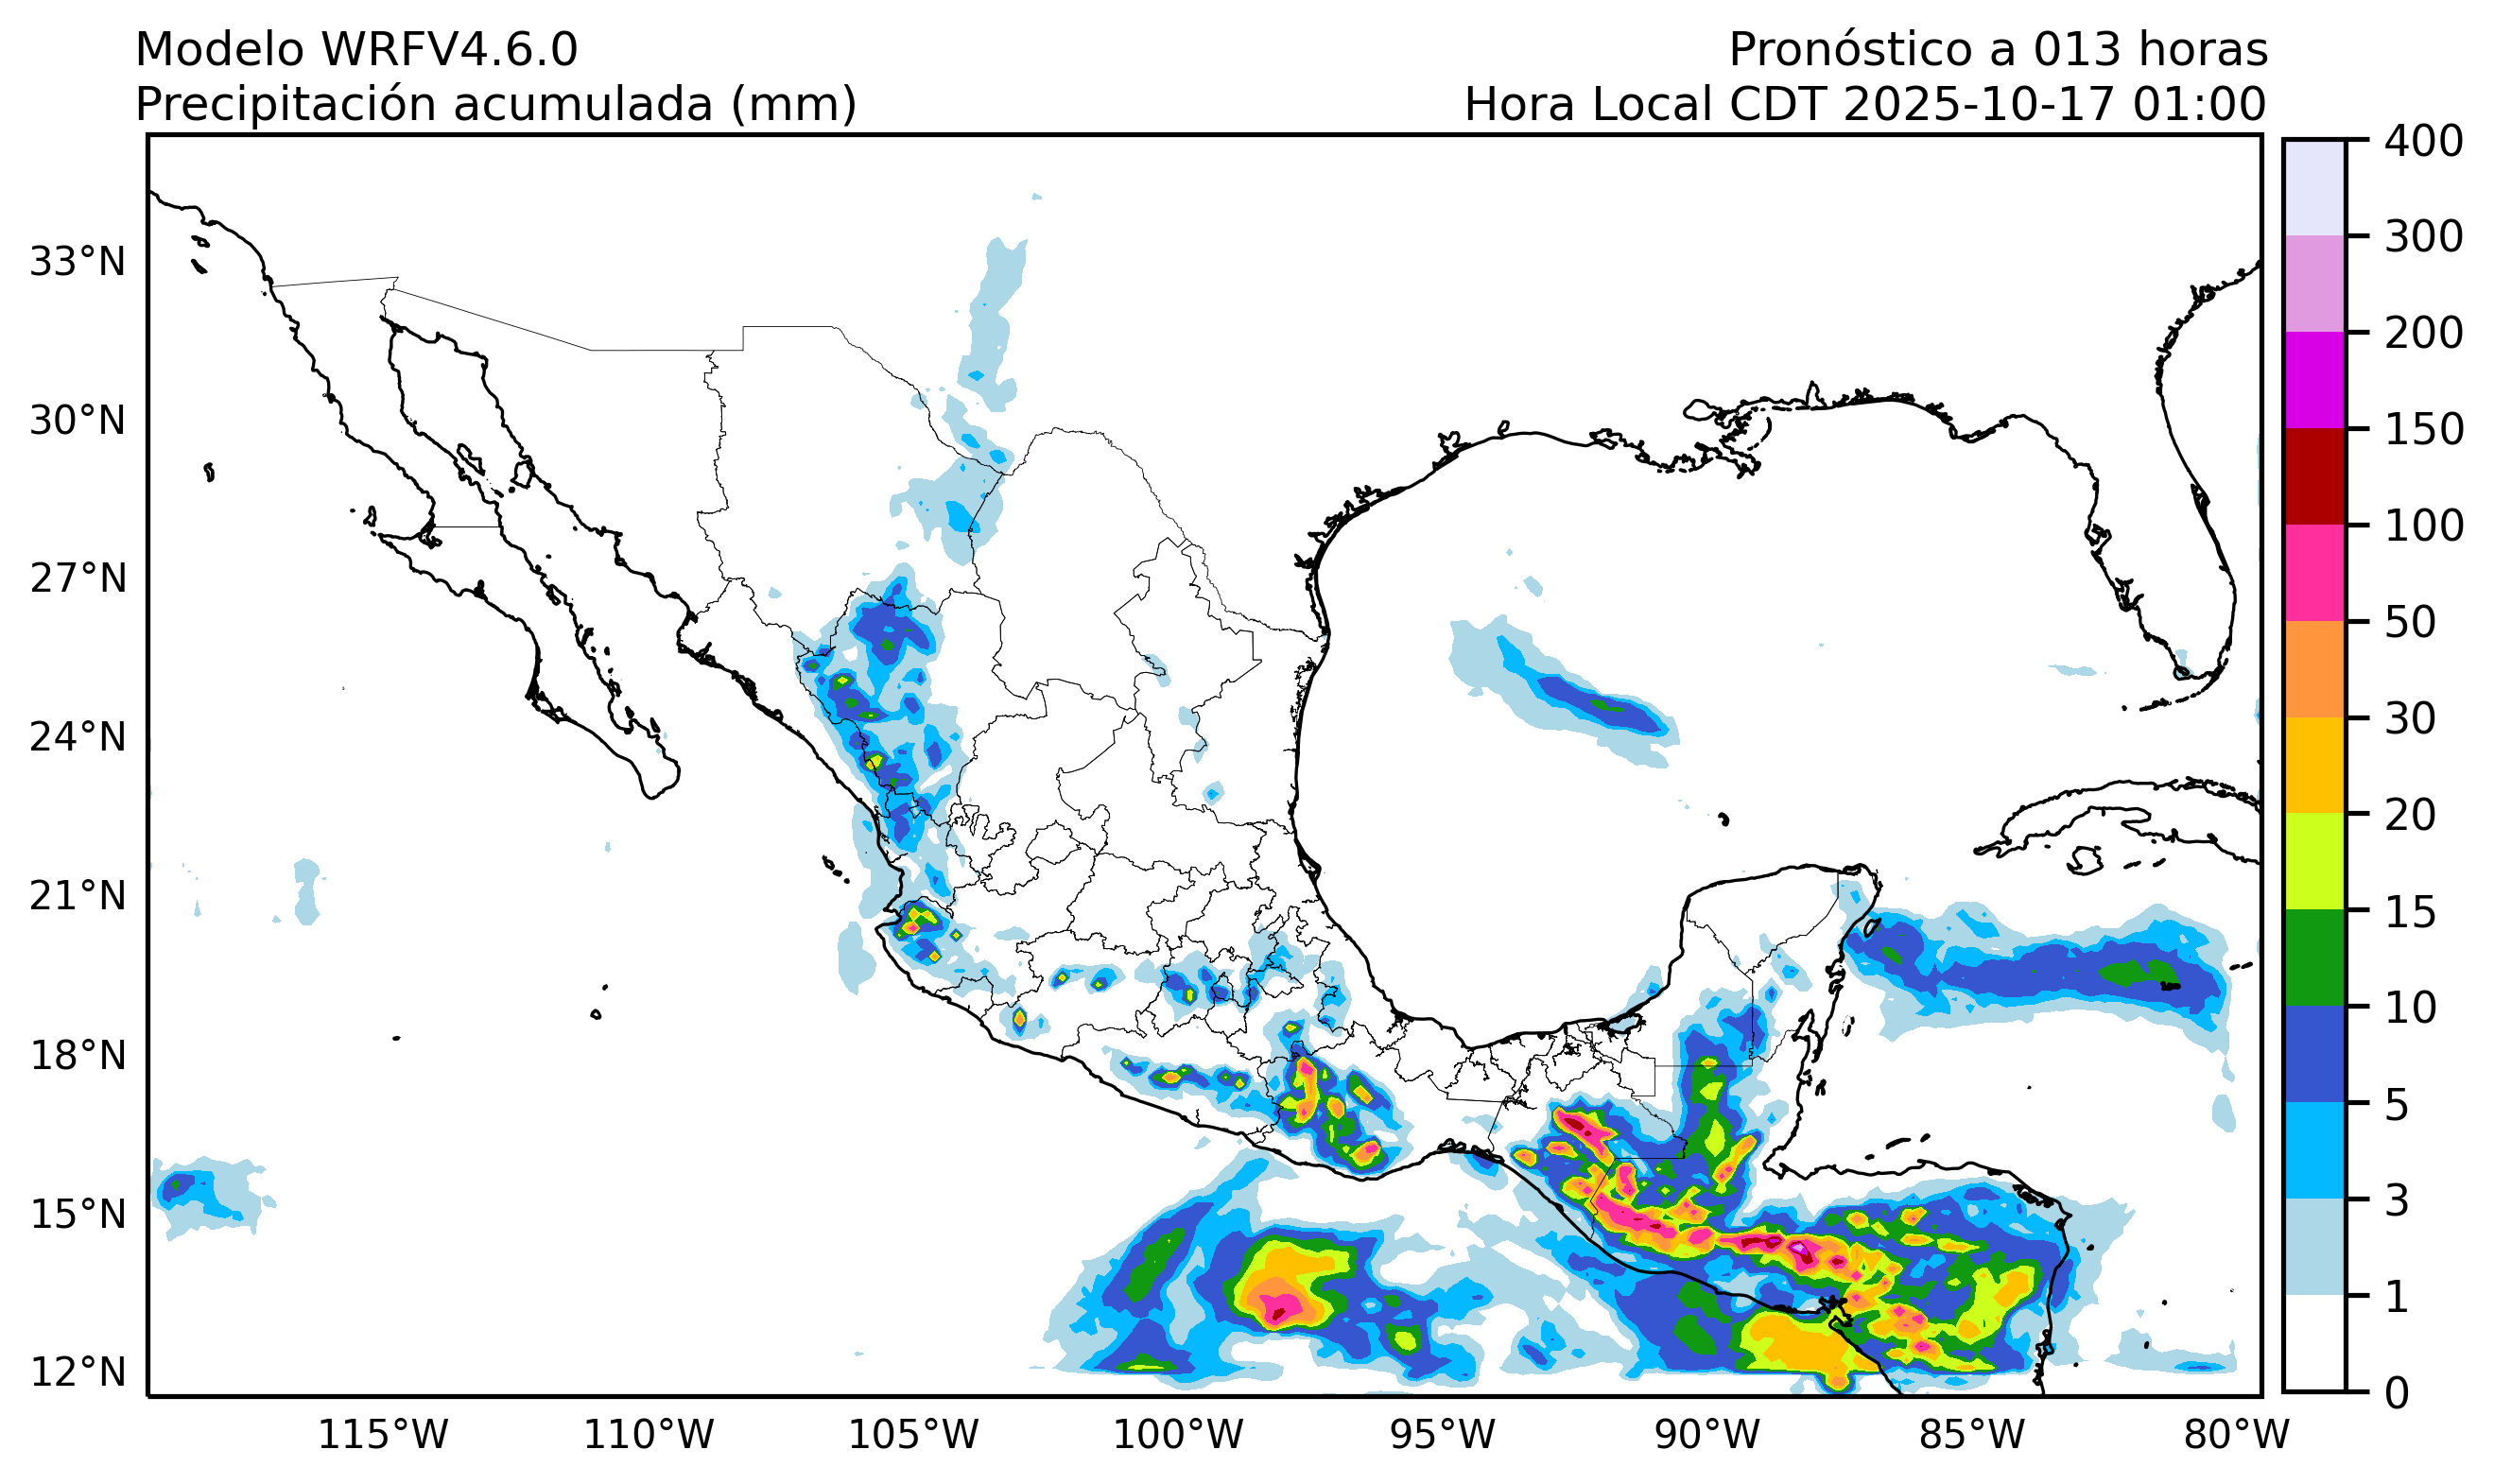 Modelo WRFV4.6.0
Precipitación acumulada (mm)
Pronóstico a 013 horas
Hora Local CDT 2025-10-17 01:00
33°N
30°N
27°N
24°N
21°N
18°N
15°N
12°N
115°W
110°W
105°W
100°W
95°W
90°W
85°W
80°W
400
300
200
150
100
50
30
20
15
10
5
3
1
0